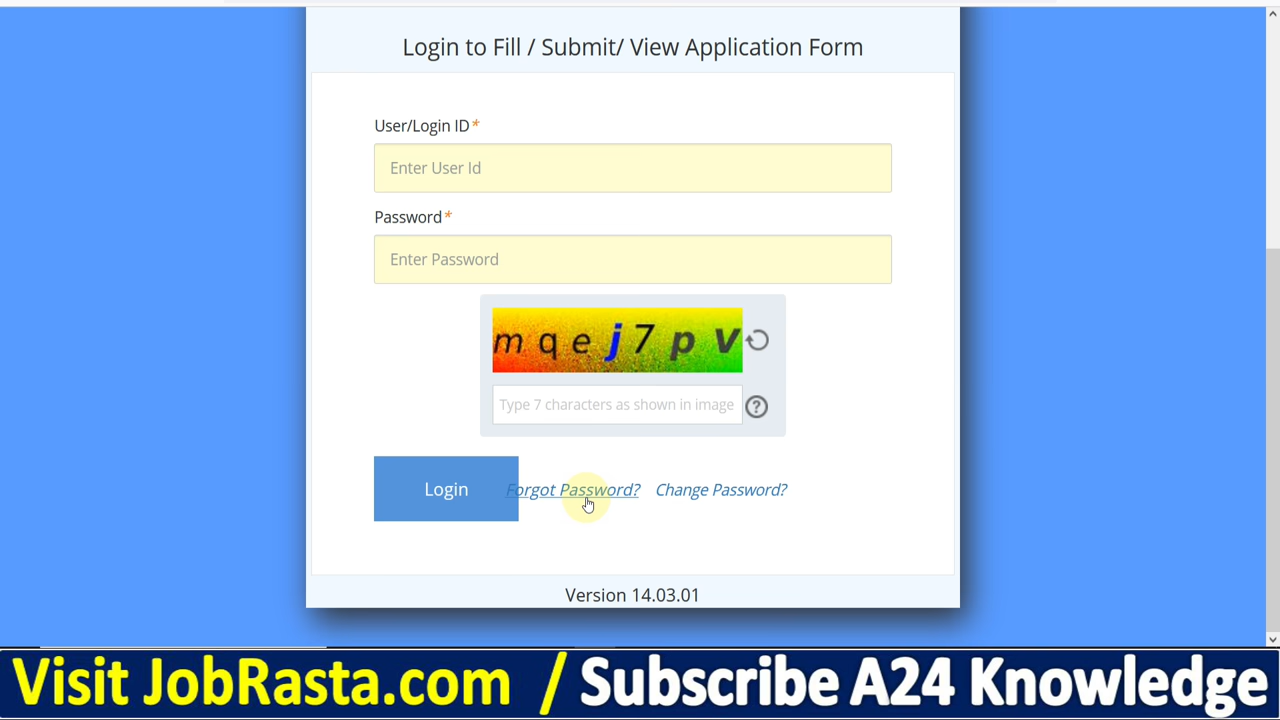 Login to Fill / Submit/ View Application Form
User/Login ID*
Enter User Id
Password*
Enter Password
m q e j 7 p V
Type 7 characters as shown in image
?
Login Forgot Password? Change Password?
Version 14.03.01
Visit JobRasta.com / Subscribe A24 Knowledge